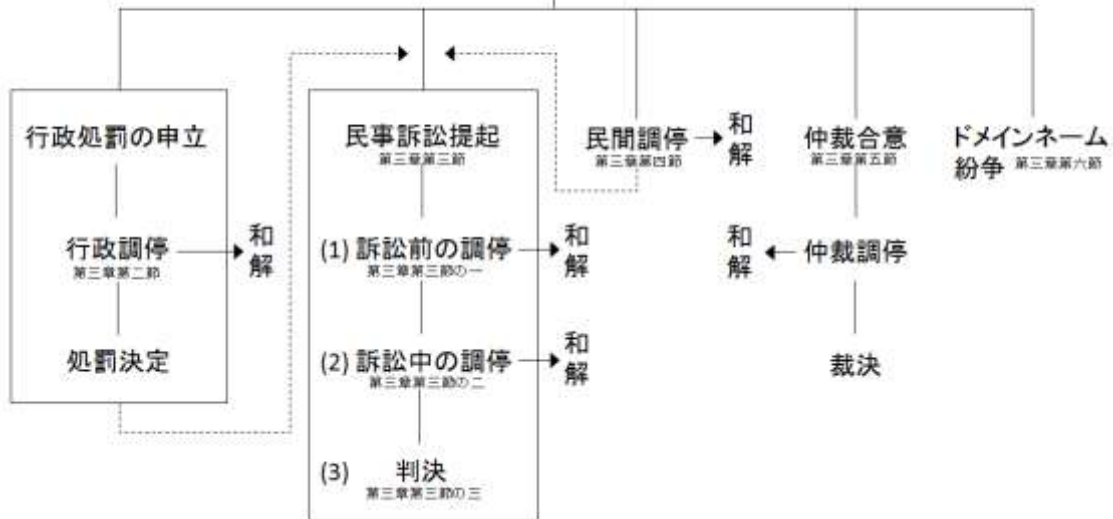 行政処罰の申立
行政調停
第三章第二節
和解
処罰決定
民事訴訟提起
第三章第三節
(1) 訴訟前の調停
第三章第三節の一
和解
(2) 訴訟中の調停
第三章第三節の二
和解
(3) 判決
第三章第三節の三
民間調停
第三章第四節
和解
仲裁合意
第三章第五節
和解
仲裁調停
裁決
ドメインネーム
紛争 第三章第六節